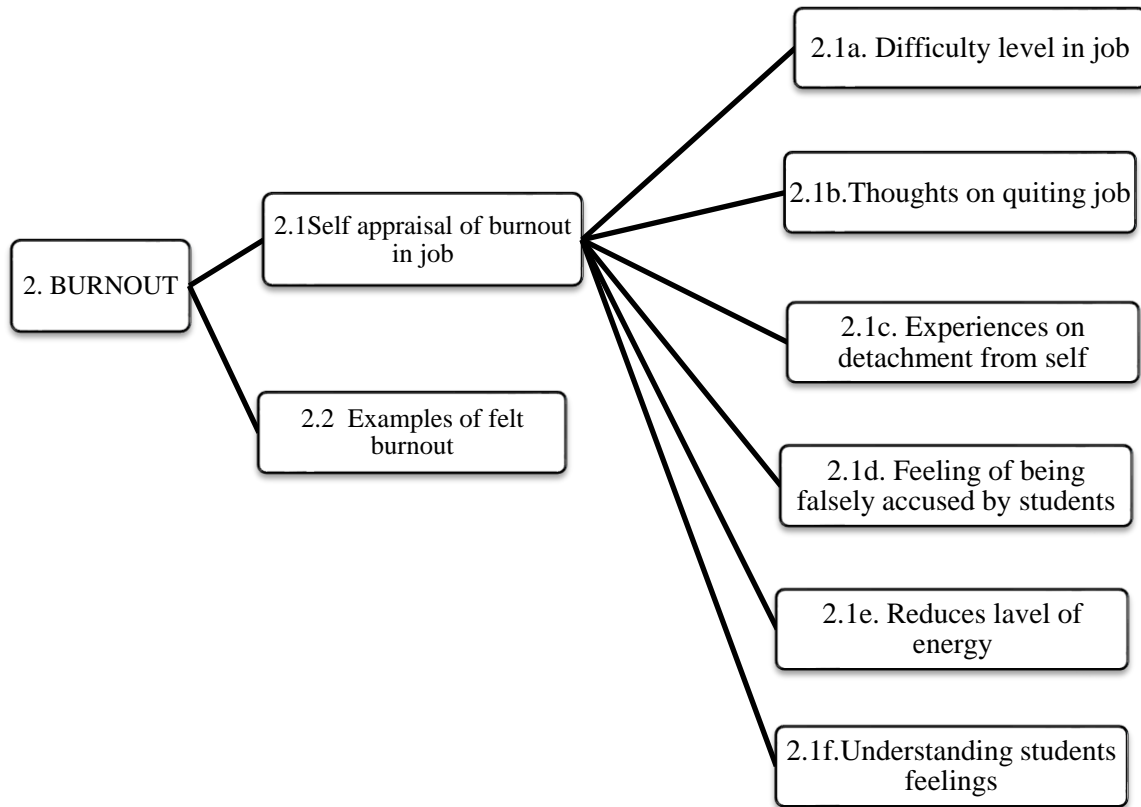 2. BURNOUT
2.1Self appraisal of burnout
in job
2.2 Examples of felt
burnout
2.1a. Difficulty level in job
2.1b.Thoughts on quiting job
2.1c. Experiences on
detachment from self
2.1d. Feeling of being
falsely accused by students
2.1e. Reduces lavel of
energy
2.1f.Understanding students
feelings